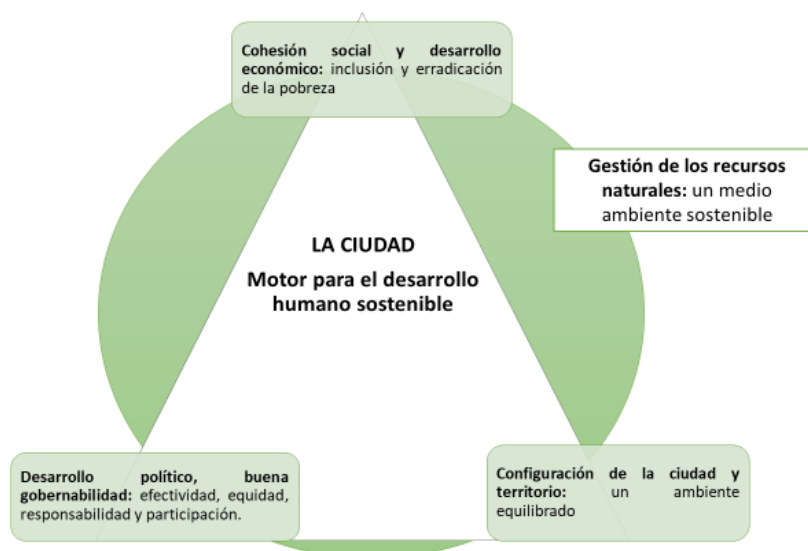 Cohesión social y desarrollo
económico: inclusión y erradicación
de la pobreza
Gestión de los recursos
naturales: un medio
ambiente sostenible
LA CIUDAD
Motor para el desarrollo
humano sostenible
Desarrollo político, buena
gobernabilidad: efectividad, equidad,
responsabilidad y participación.
Configuración de la ciudad y
territorio: un ambiente
equilibrado